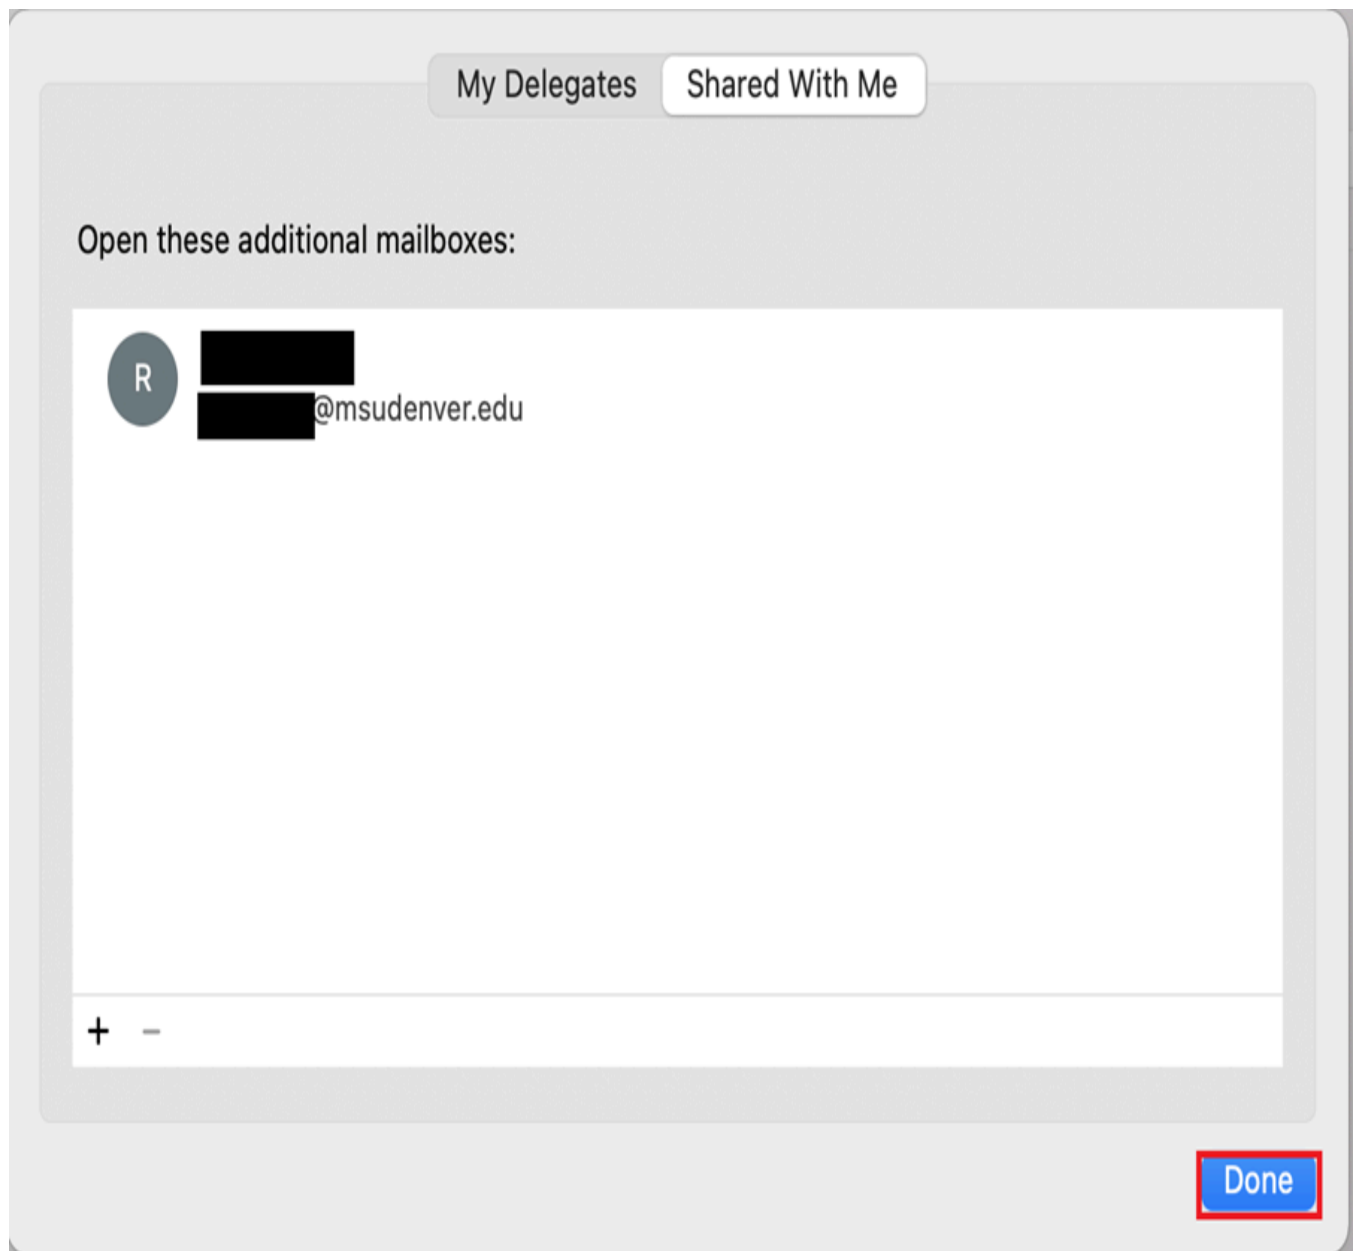 My Delegates Shared With Me
Open these additional mailboxes:
R
@msudenver.edu
+ -
Done